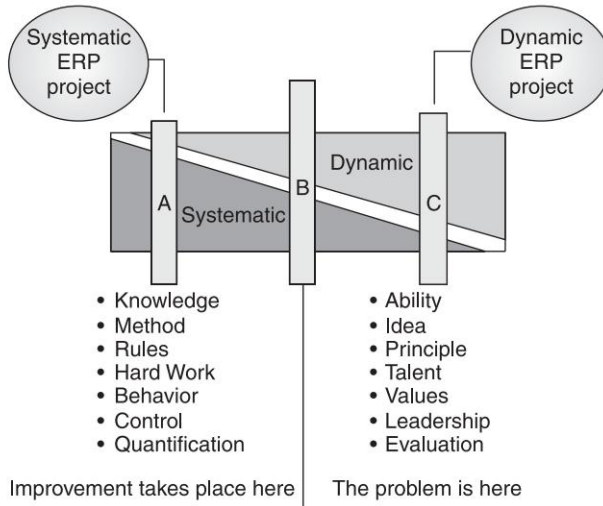 Systematic
ERP
project
Dynamic
ERP
project
Dynamic
A
B
C
Systematic
• Knowledge
• Method
• Rules
• Hard Work
• Behavior
• Control
• Quantification
• Ability
• Idea
• Principle
• Talent
• Values
• Leadership
• Evaluation
Improvement takes place here
The problem is here